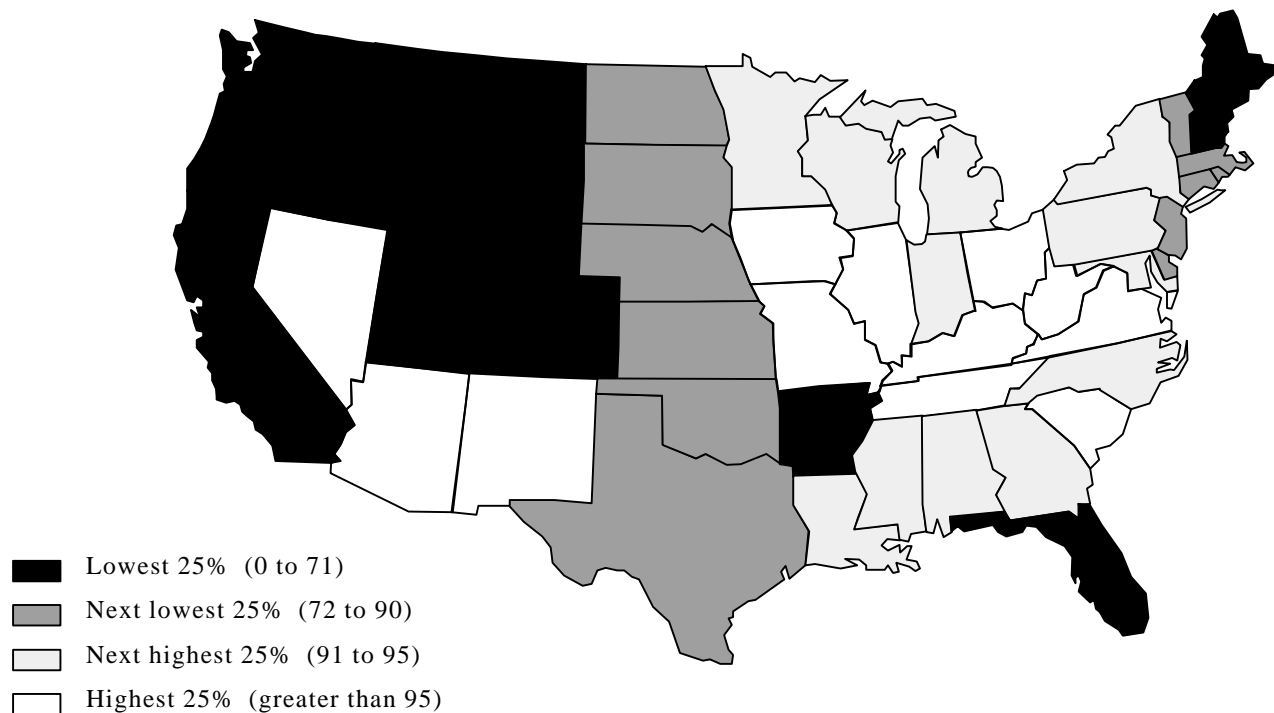 Lowest 25% (0 to 71)
Next lowest 25% (72 to 90)
Next highest 25% (91 to 95)
Highest 25% (greater than 95)